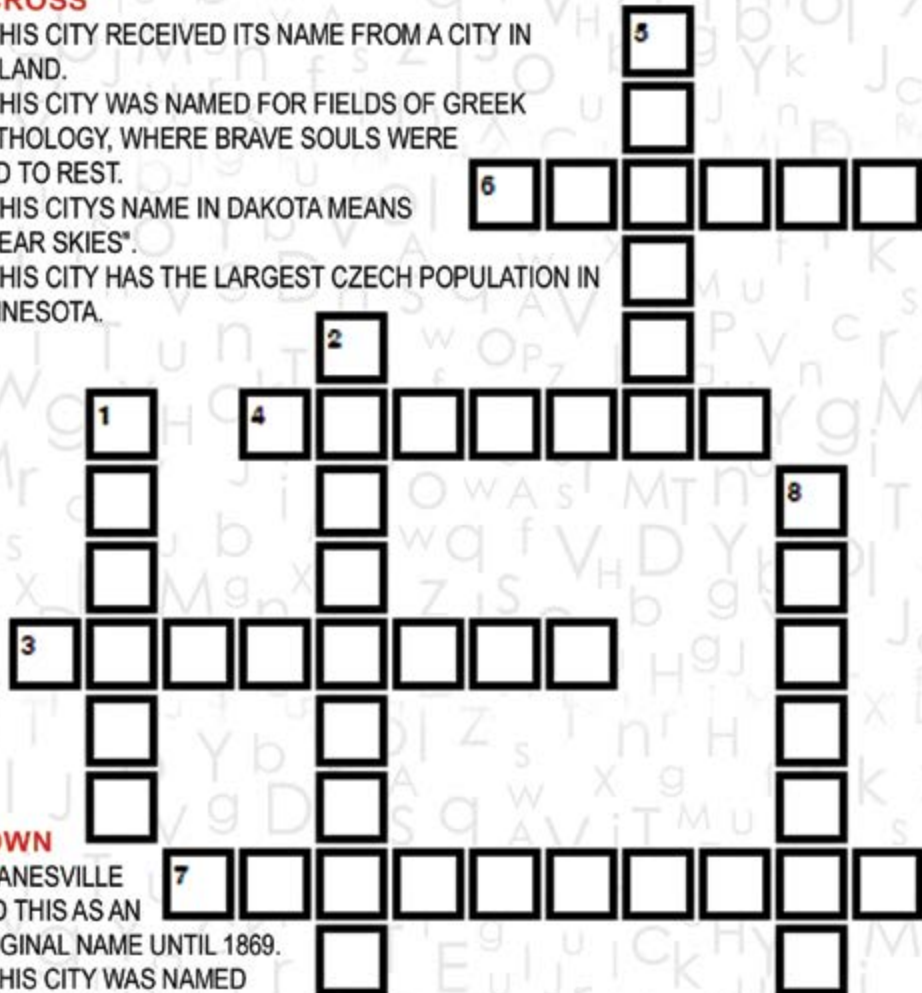 ROSS
HIS CITY RECEIVED ITS NAME FROM A CITY IN
LAND.
HIS CITY WAS NAMED FOR FIELDS OF GREEK
THOLOGY, WHERE BRAVE SOULS WERE
D TO REST.
HIS CITYS NAME IN DAKOTA MEANS
EAR SKIES".
HIS CITY HAS THE LARGEST CZECH POPULATION IN
NESOTA.
5
6
2
1
4
8
3
7
WN
ANESVILLE
D THIS AS AN
GINAL NAME UNTIL 1869.
HIS CITY WAS NAMED